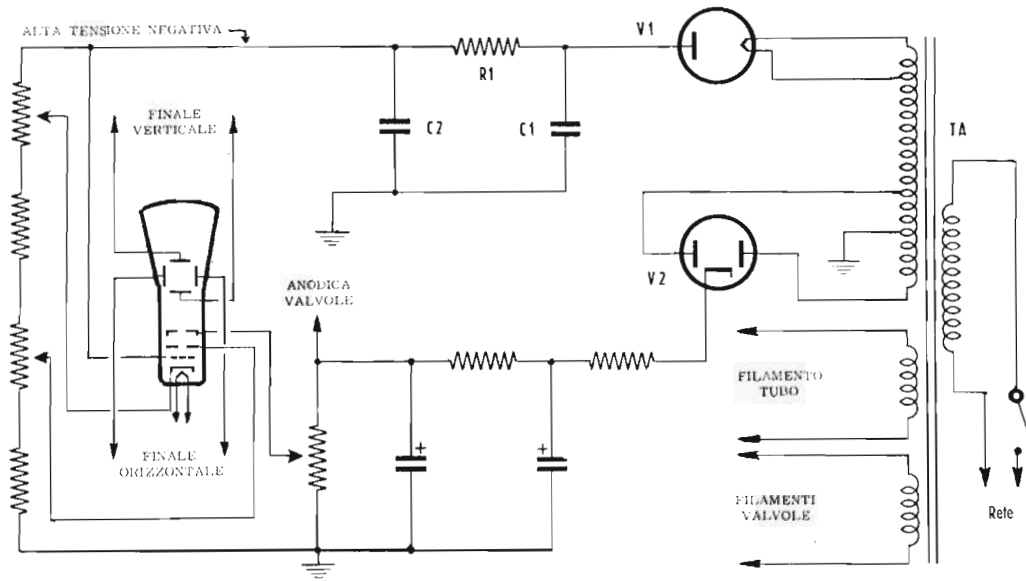 ALTA TENSIONE NEGATIVA
V1
R1
FINALE
VERTICALE
C2
C1
TA
V2
ANODICA
VALVOLE
FILAMENTO
TUBO
FINALE
ORIZZONTALE
+
+
FILAMENTI
VALVOLE
Rete